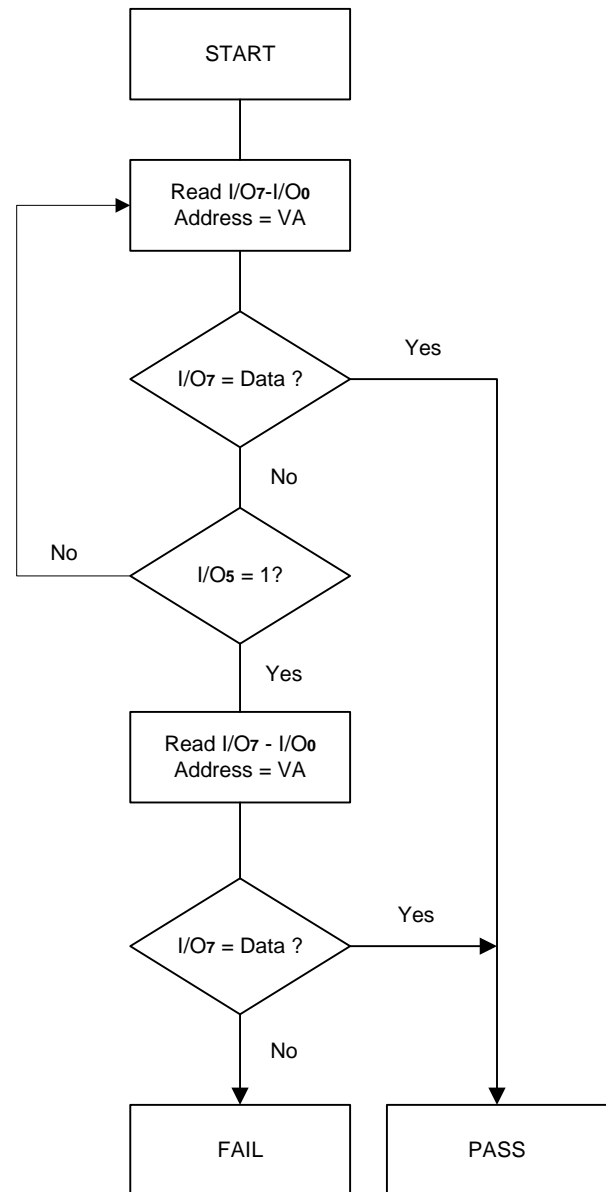 START
Read I/O7-I/O0
Address = VA
I/O7 = Data ?
Yes
No
I/O5 = 1?
No
Yes
Read I/O7 - I/O0
Address = VA
I/O7 = Data ?
Yes
No
FAIL
PASS